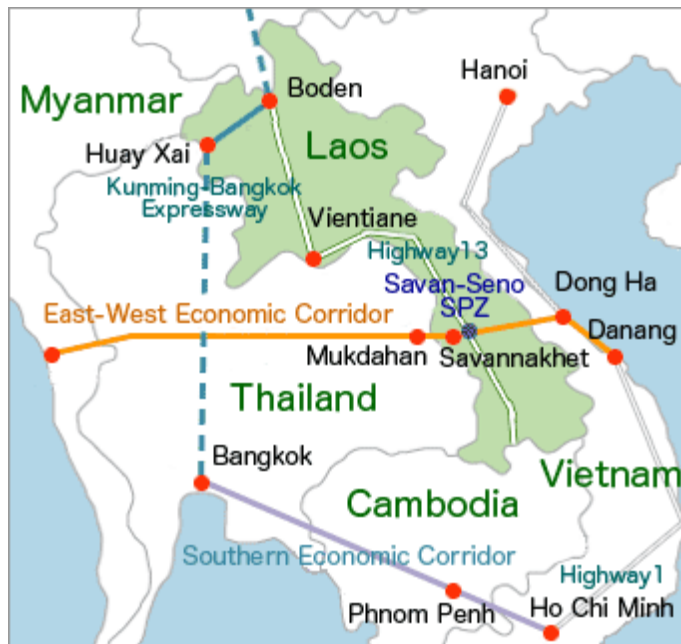 Hanoi
Boden
Myanmar
Laos
Huay Xai
Kunming-Bangkok
Expressway
Vientiane
Highway13
Savan-Seno
SPZ
Dong Ha
East-West Economic Corridor
Danang
Mukdahan
Savannakhet
Thailand
Bangkok
Vietnam
Cambodia
Southern Economic Corridor
Highway1
Phnom Penh
Ho Chi Minh